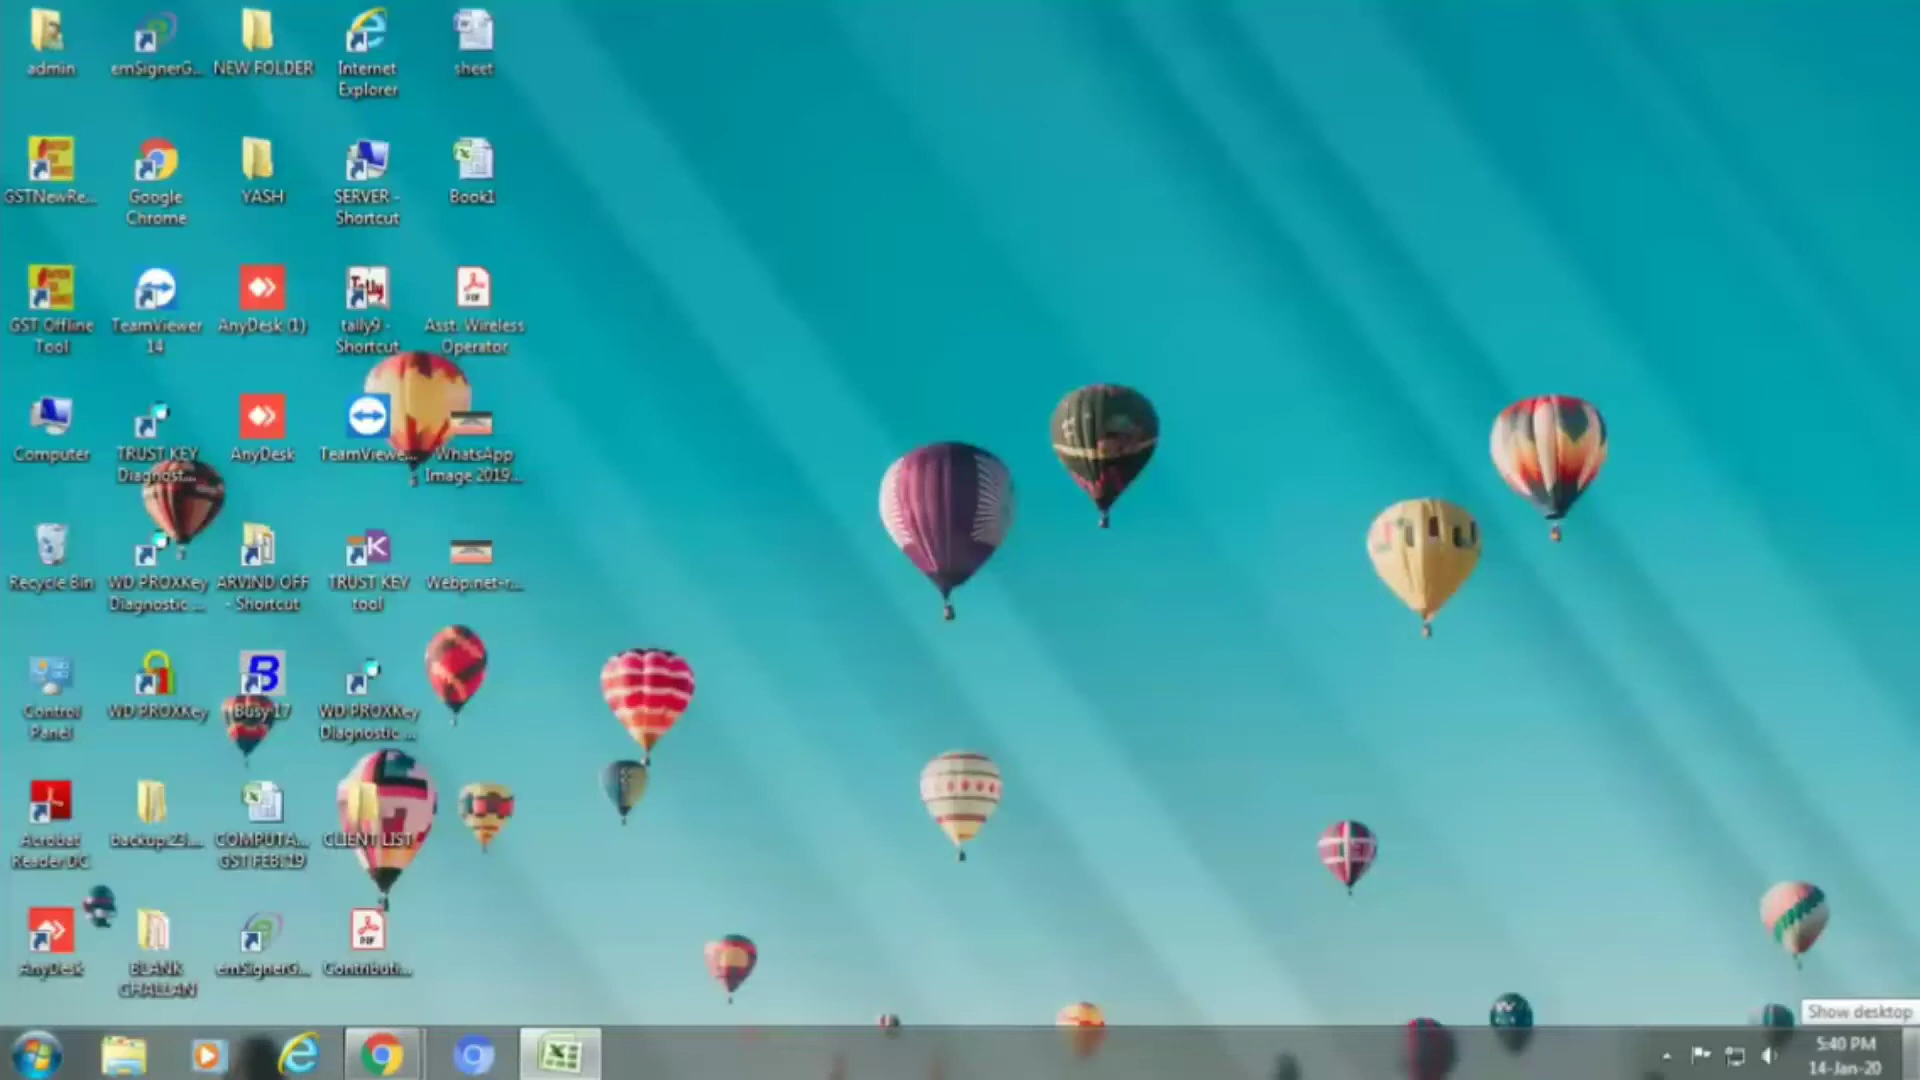 admin
emSignerG...
NEW FOLDER
Internet
Explorer
sheet
GSTNewRe...
Google
Chrome
YASH
SERVER -
Shortcut
Book1
GST Offline
Tool
TeamViewer
14
AnyDesk (1)
Tally
tally9 -
Shortcut
PDF
Asst. Wireless
Operator
Computer
TRUST KEY
Diagnost...
AnyDesk
TeamViewe...
WhatsApp
Image 2019...
Recycle Bin
WD PROXKey
Diagnostic ...
ARVIND OFF
- Shortcut
K
TRUST KEY
tool
Webp.net-r...
Control
Panel
WD PROXKey
B
Busy 17
WD PROXKey
Diagnostic ...
Acrobat
Reader DC
backup 23....
COMPUTA...
GST FEB.19
CLIENT LIST
AnyDesk
BLANK
CHALLAN
emSignerG...
PDF
Contributi...
Show desktop
5:40 PM
14-Jan-20